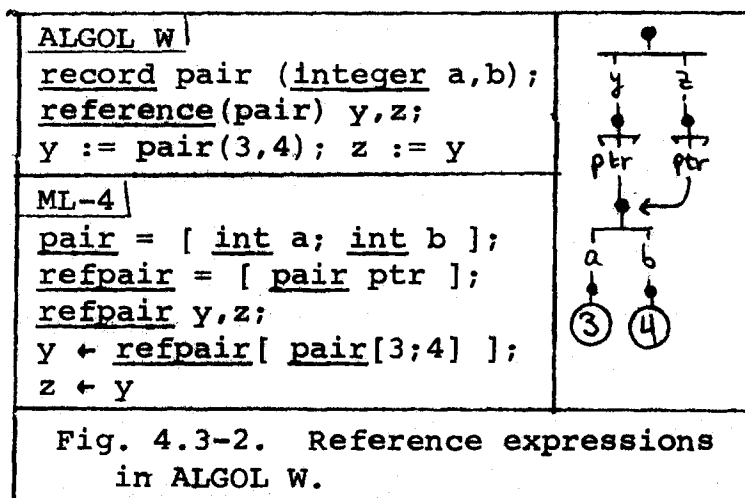 ALGOL W
record pair (integer a,b);
reference(pair) y,z;
y := pair(3,4); z := y
ML-4
pair = [ int a; int b ];
refpair = [ pair ptr ];
refpair y,z;
y ← refpair[ pair[3;4] ];
z ← y
y z
ptr ptr
a b
3 4
Fig. 4.3-2. Reference expressions
in ALGOL W.